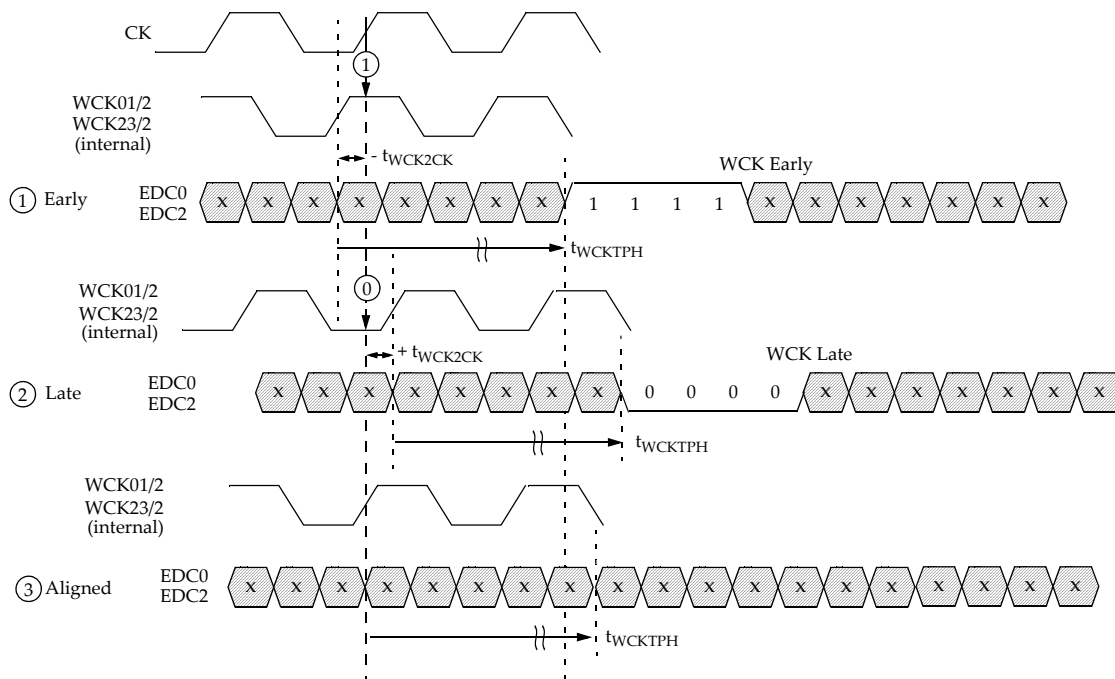 CK
1
WCK01/2
WCK23/2
(internal)
- tWCK2CK
WCK Early
1 Early
EDC0
EDC2
X X X X X X X X 1 1 1 1 X X X X X X X
tWCKTPH
0
WCK01/2
WCK23/2
(internal)
+ tWCK2CK
WCK Late
2 Late
EDC0
EDC2
X X X X X X X X 0 0 0 0 X X X X X X X
tWCKTPH
WCK01/2
WCK23/2
(internal)
3 Aligned
EDC0
EDC2
X X X X X X X X X X X X X X X X X X X
tWCKTPH